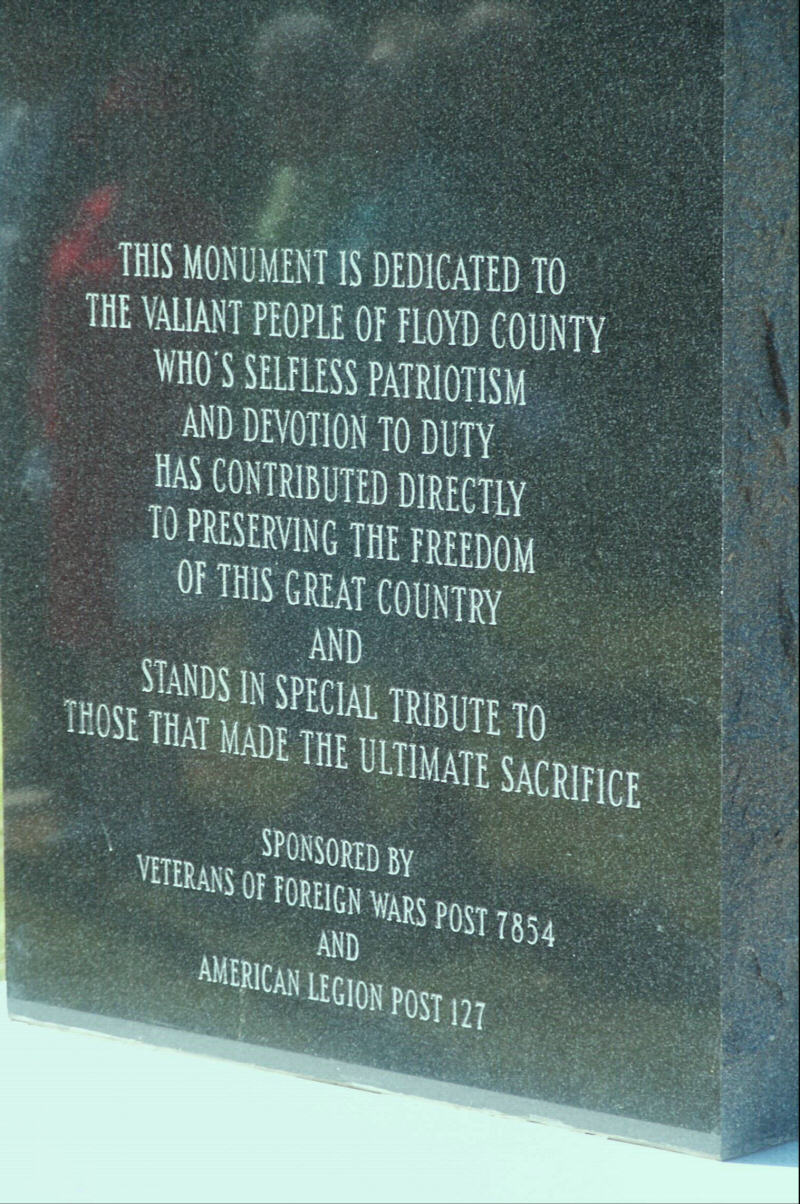 THIS MONUMENT IS DEDICATED TO
THE VALIANT PEOPLE OF FLOYD COUNTY
WHO'S SELFLESS PATRIOTISM
AND DEVOTION TO DUTY
HAS CONTRIBUTED DIRECTLY
TO PRESERVING THE FREEDOM
OF THIS GREAT COUNTRY
AND
STANDS IN SPECIAL TRIBUTE TO
THOSE THAT MADE THE ULTIMATE SACRIFICE
SPONSORED BY
VETERANS OF FOREIGN WARS POST 7854
AND
AMERICAN LEGION POST 127